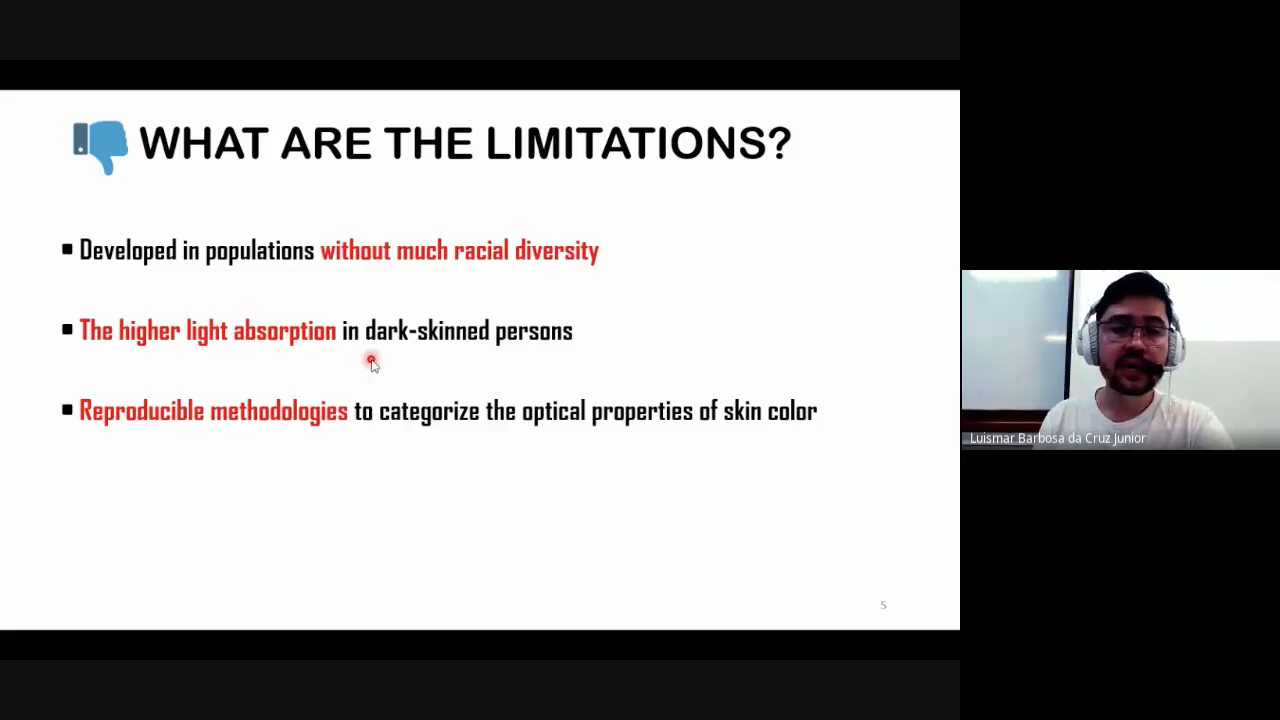 WHAT ARE THE LIMITATIONS?
Developed in populations without much racial diversity
The higher light absorption in dark-skinned persons
Reproducible methodologies to categorize the optical properties of skin color
5
Luismar Barbosa da Cruz Junior